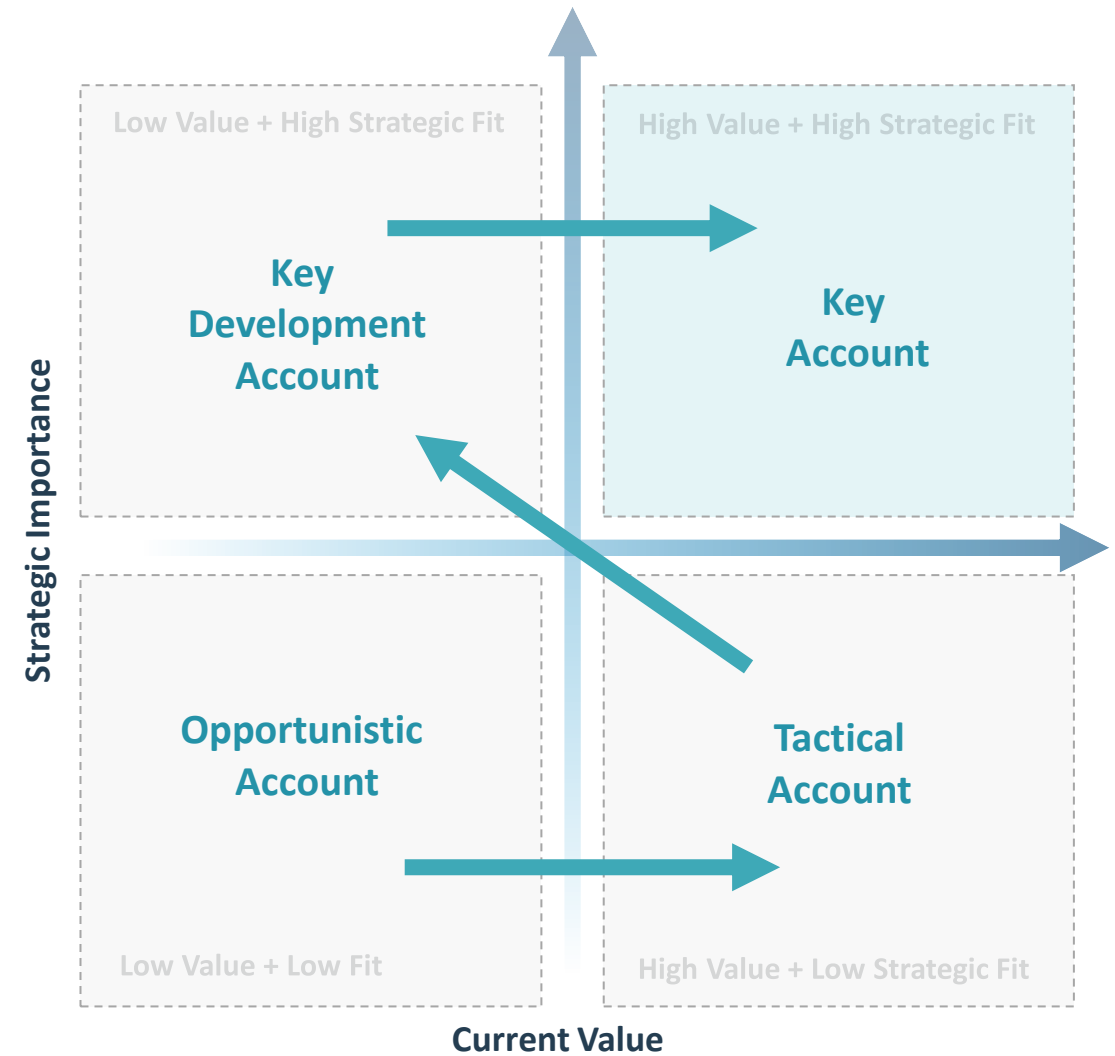 Low Value + High Strategic Fit
High Value + High Strategic Fit
Key
Development
Account
Key
Account
Strategic Importance
Opportunistic
Account
Tactical
Account
Low Value + Low Fit
High Value + Low Strategic Fit
Current Value